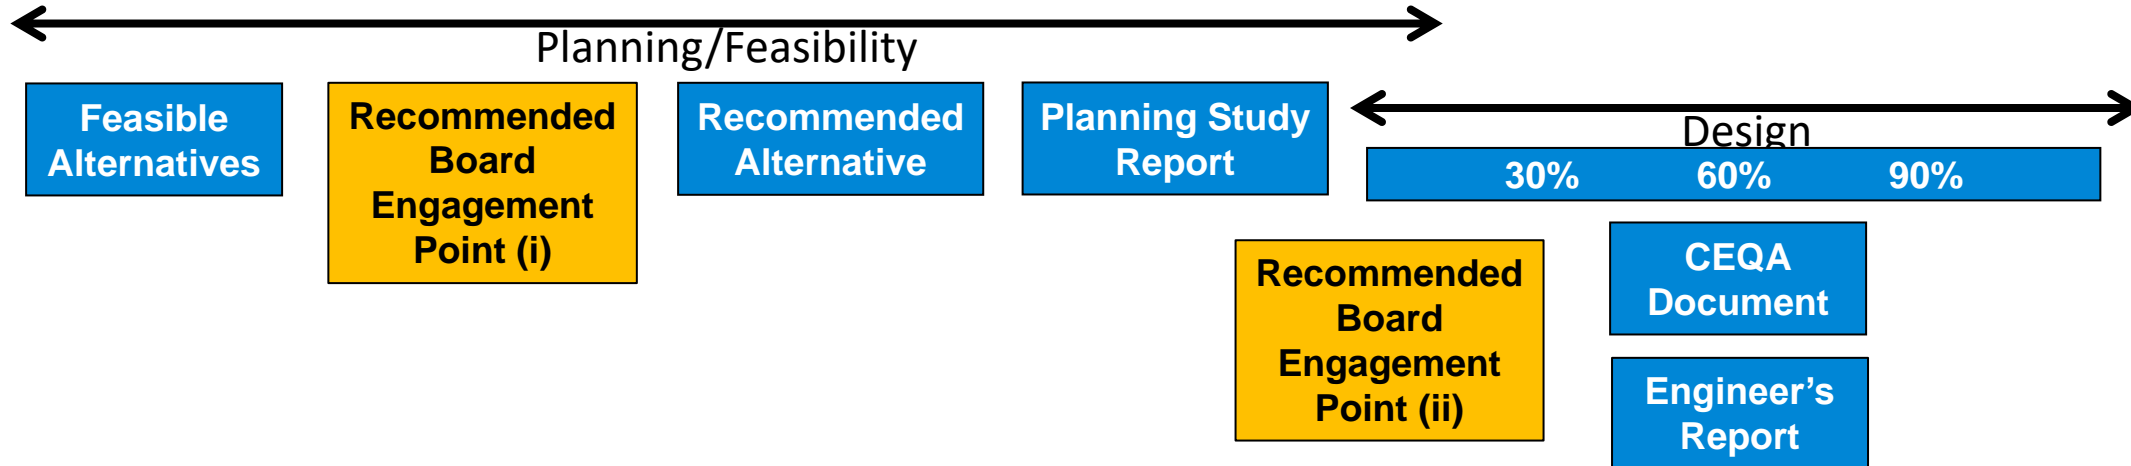 Planning/Feasibility
Feasible
Alternatives
Recommended
Board
Engagement
Point (i)
Recommended
Alternative
Planning Study
Report
Design
30% 60% 90%
Recommended
Board
Engagement
Point (ii)
CEQA
Document
Engineer’s
Report